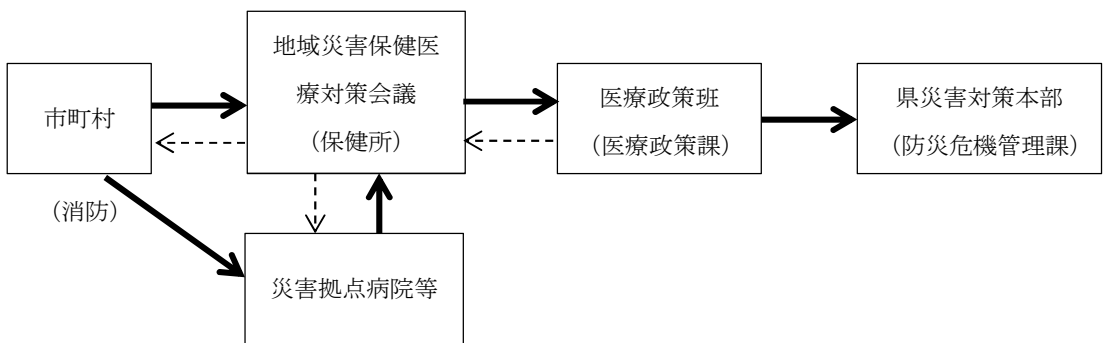 市町村
（消防）
地域災害保健医
療対策会議
（保健所）
災害拠点病院等
医療政策班
（医療政策課）
県災害対策本部
（防災危機管理課）